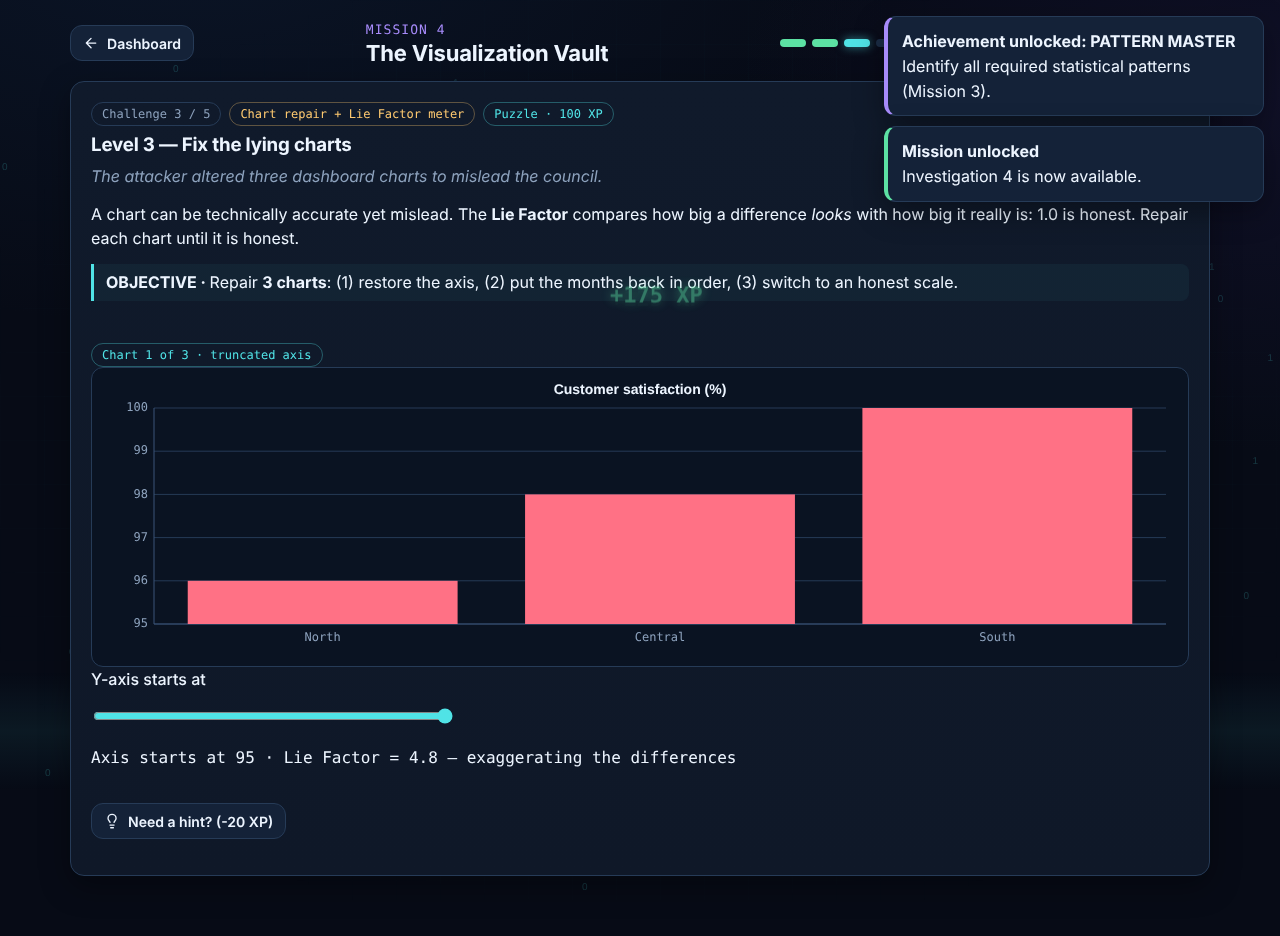 Dashboard
MISSION 4
The Visualization Vault
Achievement unlocked: PATTERN MASTER
Identify all required statistical patterns
(Mission 3).
Mission unlocked
Investigation 4 is now available.
Challenge 3 / 5
Chart repair + Lie Factor meter
Puzzle · 100 XP
Level 3 — Fix the lying charts
The attacker altered three dashboard charts to mislead the council.
A chart can be technically accurate yet mislead. The Lie Factor compares how big a difference looks with how big it really is: 1.0 is honest. Repair
each chart until it is honest.
OBJECTIVE · Repair 3 charts: (1) restore the axis, (2) put the months back in order, (3) switch to an honest scale.
+175 XP
Chart 1 of 3 · truncated axis
Customer satisfaction (%)
100
99
98
97
96
95
North
Central
South
Y-axis starts at
Axis starts at 95 · Lie Factor = 4.8 — exaggerating the differences
Need a hint? (-20 XP)